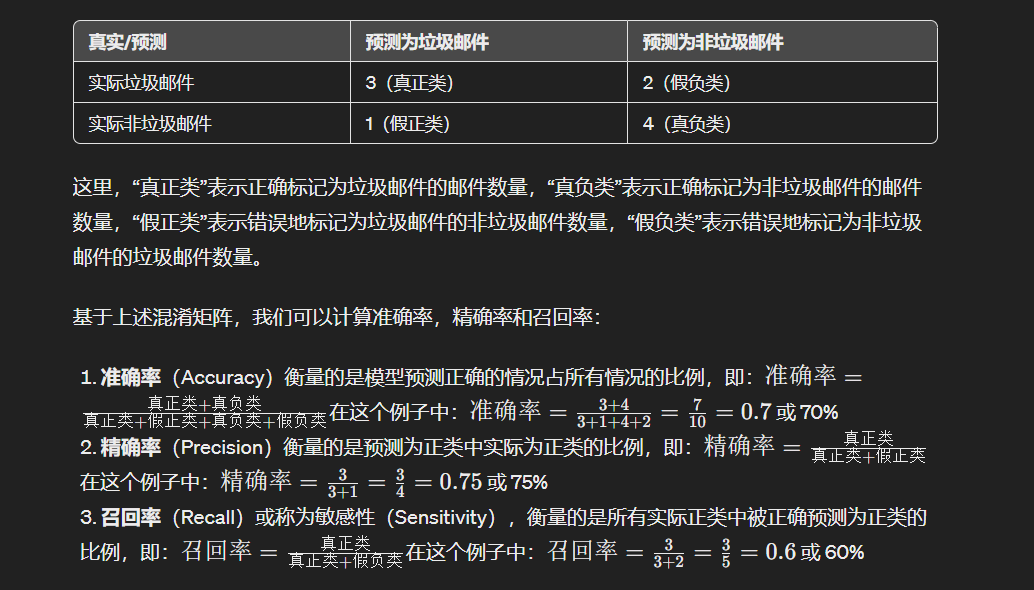 真实/预测 预测为垃圾邮件 预测为非垃圾邮件
实际垃圾邮件 3（真正类） 2（假负类）
实际非垃圾邮件 1（假正类） 4（真负类）
这里，“真正类”表示正确标记为垃圾邮件的邮件数量，“真负类”表示正确标记为非垃圾邮件的邮件
数量，“假正类”表示错误地标记为垃圾邮件的非垃圾邮件数量，“假负类”表示错误地标记为非垃圾
邮件的垃圾邮件数量。
基于上述混淆矩阵，我们可以计算准确率，精确率和召回率：
1. 准确率（Accuracy）衡量的是模型预测正确的情况占所有情况的比例，即：准确率 =
\frac{真正类+真负类}{真正类+假正类+真负类+假负类} 在这个例子中：准确率 = \frac{3+4}{3+1+4+2} = \frac{7}{10} = 0.7 或 70%
2. 精确率（Precision）衡量的是预测为正类中实际为正类的比例，即：精确率 = \frac{真正类}{真正类+假正类}
在这个例子中：精确率 = \frac{3}{3+1} = \frac{3}{4} = 0.75 或 75%
3. 召回率（Recall）或称为敏感性（Sensitivity），衡量的是所有实际正类中被正确预测为正类的
比例，即：召回率 = \frac{真正类}{真正类+假负类} 在这个例子中：召回率 = \frac{3}{3+2} = \frac{3}{5} = 0.6 或 60%